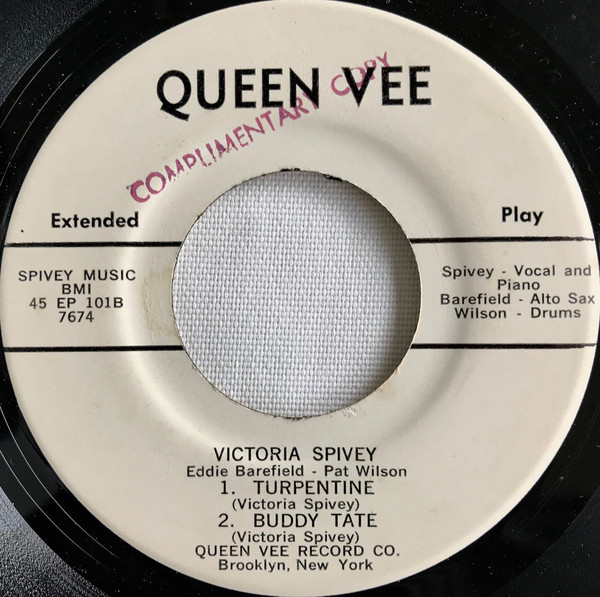 QUEEN VEE
COMPLIMENTARY COPY
Extended
Play
SPIVEY MUSIC
BMI
45 EP 101B
7674
Spivey - Vocal and
Piano
Barefield - Alto Sax
Wilson - Drums
VICTORIA SPIVEY
Eddie Barefield - Pat Wilson
1. TURPENTINE
(Victoria Spivey)
2. BUDDY TATE
(Victoria Spivey)
QUEEN VEE RECORD CO.
Brooklyn, New York